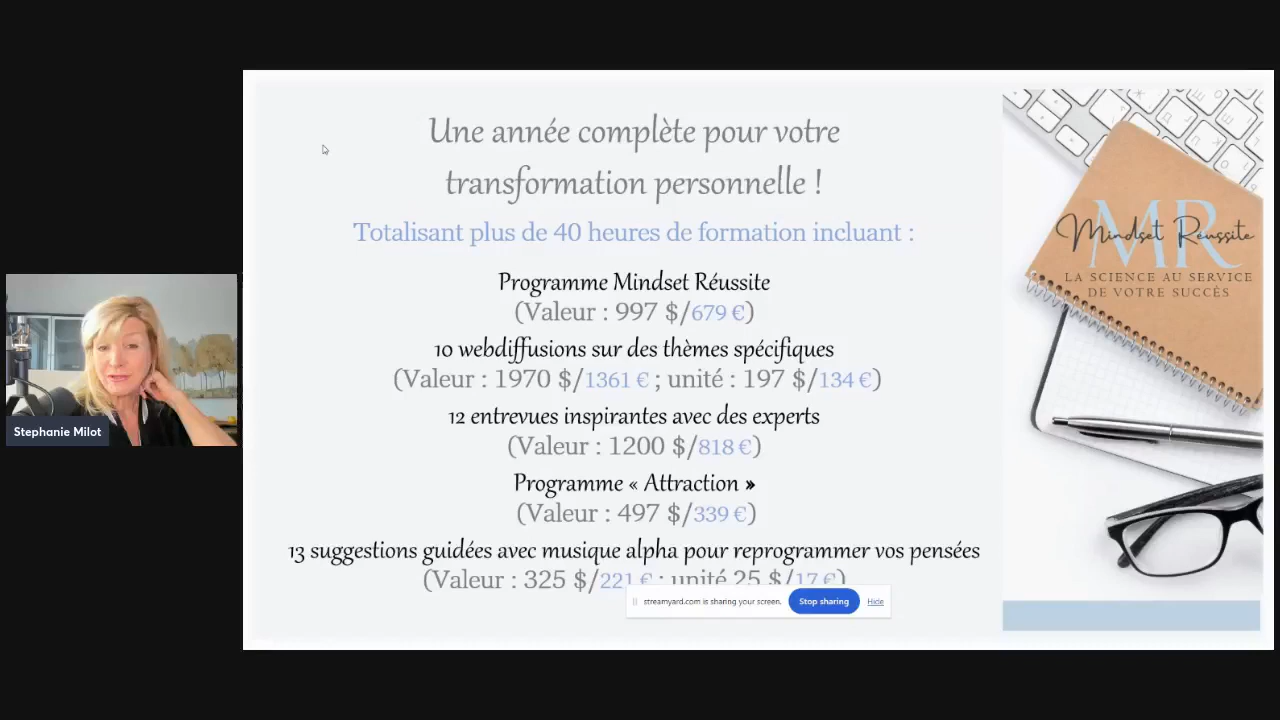 Une année complète pour votre
transformation personnelle !
Totalisant plus de 40 heures de formation incluant :
Programme Mindset Réussite
(Valeur : 997 $/679 €)
10 webdiffusions sur des thèmes spécifiques
(Valeur : 1970 $/1361 € ; unité : 197 $/134 €)
12 entrevues inspirantes avec des experts
(Valeur : 1200 $/818 €)
Programme « Attraction »
(Valeur : 497 $/339 €)
13 suggestions guidées avec musique alpha pour reprogrammer vos pensées
(Valeur : 325 $/221 € ; unité 25 $/17 €)
streamyard.com is sharing your screen. Stop sharing Hide
MR
Mindset Réussite
LA SCIENCE AU SERVICE
DE VOTRE SUCCÈS
Stephanie Milot